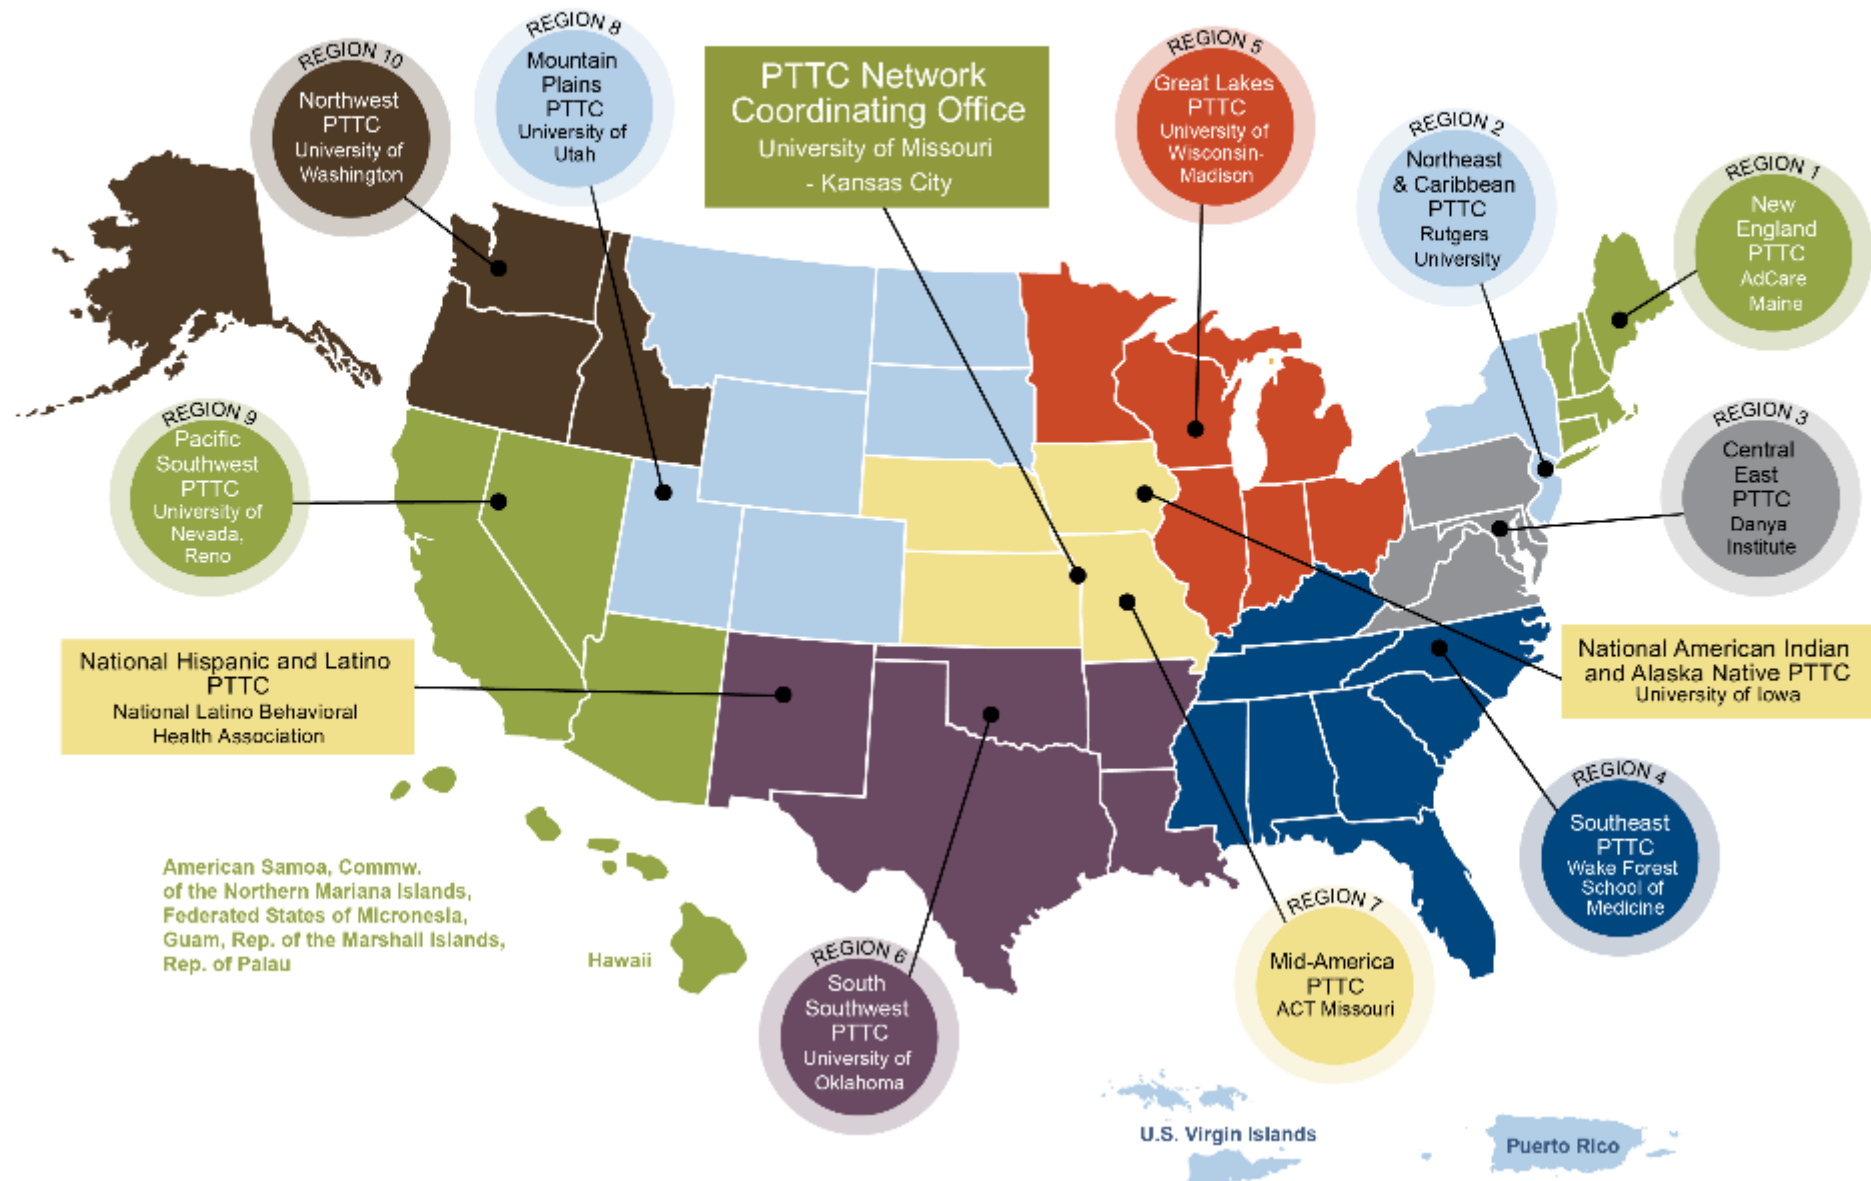 REGION 10
Northwest
PTTC
University of
Washington
REGION 8
Mountain
Plains
PTTC
University of
Utah
PTTC Network
Coordinating Office
University of Missouri
- Kansas City
REGION 5
Great Lakes
PTTC
University of
Wisconsin-
Madison
REGION 2
Northeast
& Caribbean
PTTC
Rutgers
University
REGION 1
New
England
PTTC
AdCare
Maine
REGION 9
Pacific
Southwest
PTTC
University of
Nevada,
Reno
REGION 3
Central
East
PTTC
Danya
Institute
National Hispanic and Latino
PTTC
National Latino Behavioral
Health Association
National American Indian
and Alaska Native PTTC
University of Iowa
REGION 4
Southeast
PTTC
Wake Forest
School of
Medicine
American Samoa, Commw.
of the Northern Mariana Islands,
Federated States of Micronesia,
Guam, Rep. of the Marshall Islands,
Rep. of Palau
Hawaii
REGION 6
South
Southwest
PTTC
University of
Oklahoma
REGION 7
Mid-America
PTTC
ACT Missouri
U.S. Virgin Islands
Puerto Rico